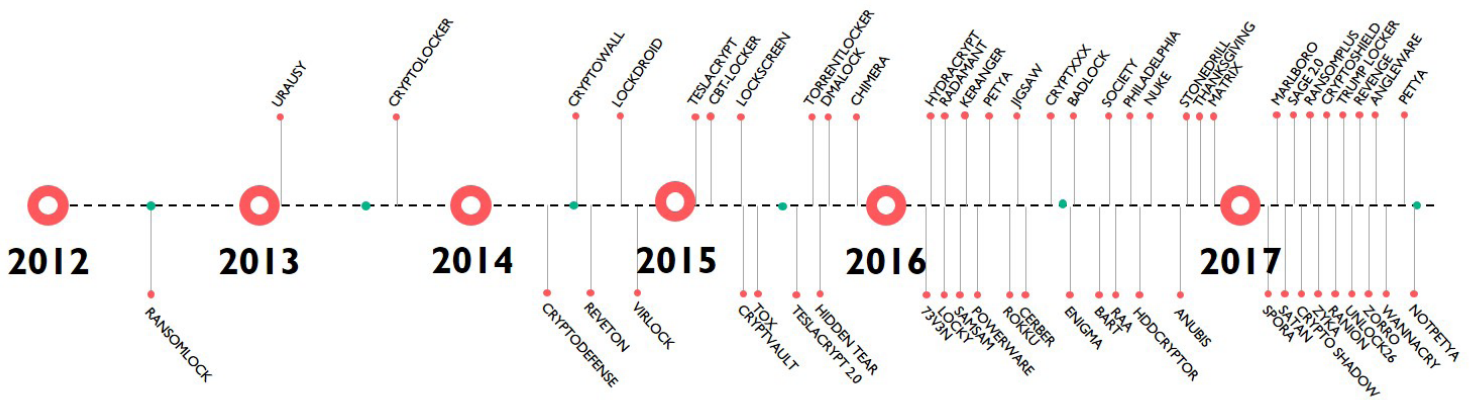 URAUSY
CRYPTOLOCKER
CRYPTOWALL
LOCKDROID
TESLACRYPT
CBT-LOCKER
LOCKSCREEN
TORRENTLOCKER
DMALOCK
CHIMERA
HYDRACRYPT
RADAMANT
KERANGER
PETYA
JIGSAW
CRYPTXXX
BADLOCK
SOCIETY
PHILADELPHIA
NUKE
STONEDRILL
THANKSGIVING
MATRIX
MARLBORO
SAGE 2.0
RANSOMPLUS
CRYPTOSHIELD
TRUMP LOCKER
REVENGE
ANGLEWARE
PETYA
2012
2013
2014
2015
2016
2017
RANSOMLOCK
CRYPTODEFENSE
REVETON
VIRLOCK
CRYPTVAULT
TOX
TESLACRYPT 2.0
HIDDEN TEAR
73V3N
LOCKY
SAMSAM
POWERWARE
ROKKU
CERBER
ENIGMA
BART
RAA
HDDCRYPTOR
ANUBIS
SPORA
SATAN
CRYPTO SHADOW
ZYKA
RANION
UNLOCK26
ZORRO
WANNACRY
NOTPETYA